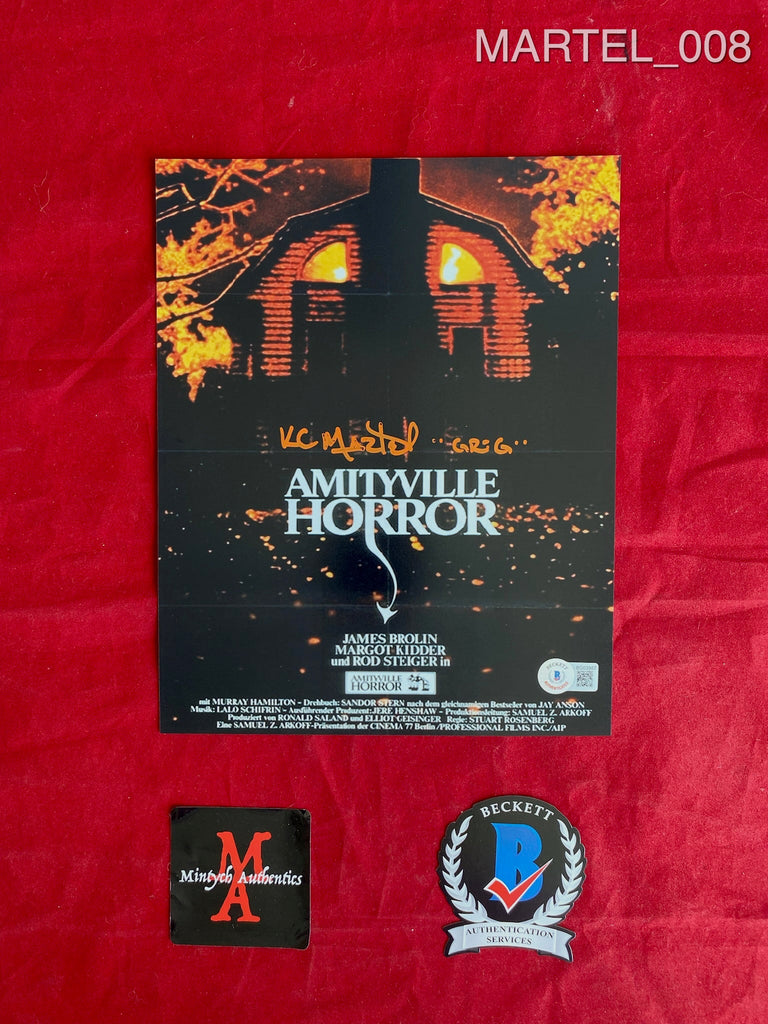 MARTEL_008
KC Martel "GRiG"
AMITYVILLE
HORROR
JAMES BROLIN
MARGOT KIDDER
und ROD STEIGER in
AMITYVILLE
HORROR
mit MURRAY HAMILTON – Drehbuch: SANDOR STERN nach dem gleichnamigen Bestseller von JAY ANSON
Musik: LALO SCHIFRIN – Ausführender Produzent: JERE HENSHAW – Produktionsleitung: SAMUEL Z. ARKOFF
Produziert von RONALD SALAND und ELLIOT GEISINGER Regie: STUART ROSENBERG
Eine SAMUEL Z. ARKOFF-Präsentation der CINEMA 77 Berlin /PROFESSIONAL FILMS INC./AIP
BECKETT
B
M
Mintych Authentics
A
BECKETT
B
AUTHENTICATION
SERVICES